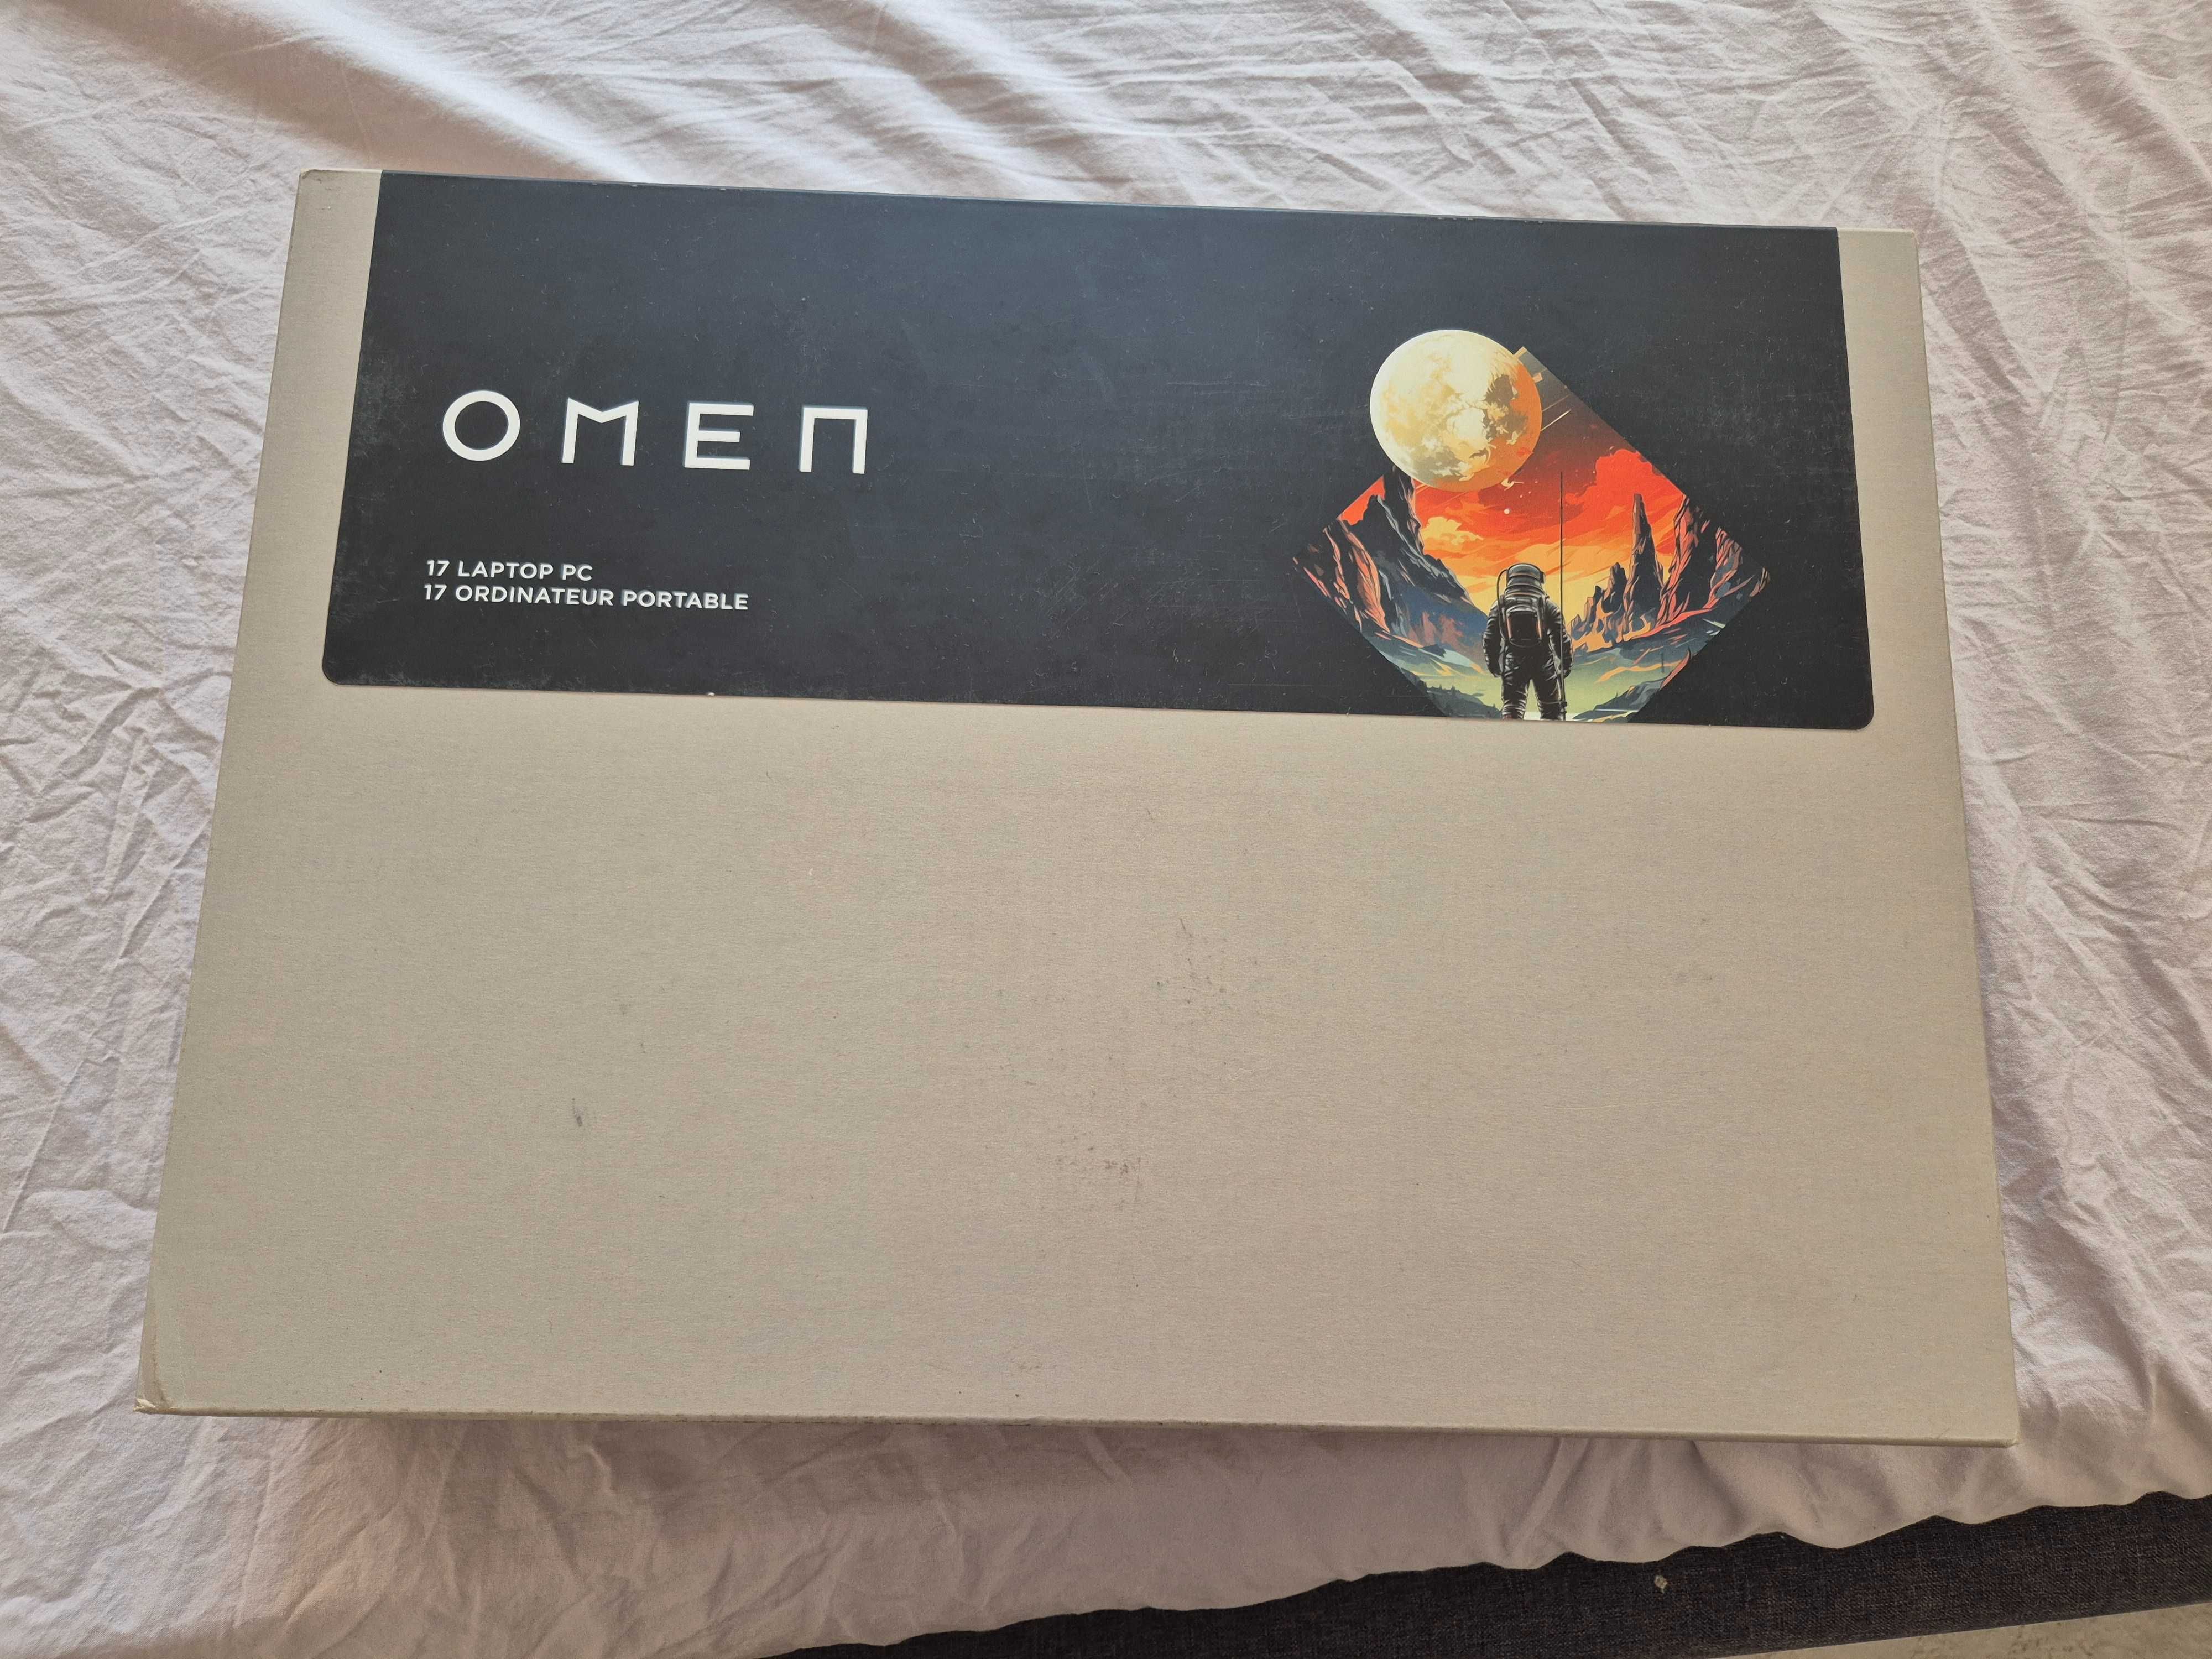 OMEN
17 LAPTOP PC
17 ORDINATEUR PORTABLE